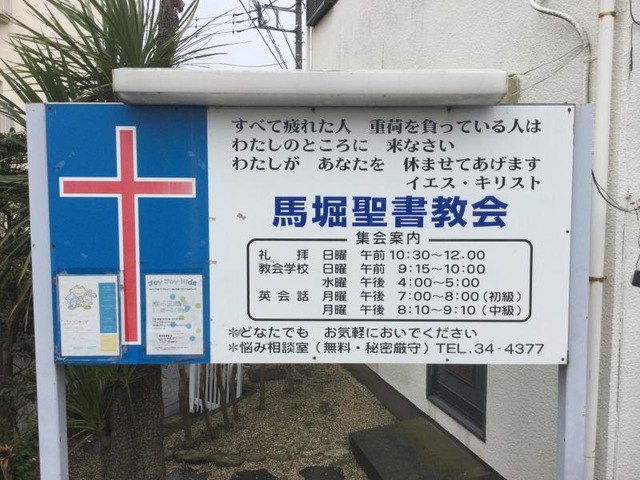 すべて疲れた人 重荷を負っている人は
わたしのところに 来なさい
わたしが あなたを 休ませてあげます
イエス・キリスト
馬堀聖書教会
集会案内
礼拝 日曜 午前 10:30～12.00
教会学校 日曜 午前 9:15～10:00
水曜 午後 4:00～5:00
英会話 月曜 午後 7:00～8:00(初級)
月曜 午後 8:10～9:10(中級)
＊どなたでも お気軽においでください
＊悩み相談室(無料・秘密厳守)TEL.34-4377
Joy Joy Kids